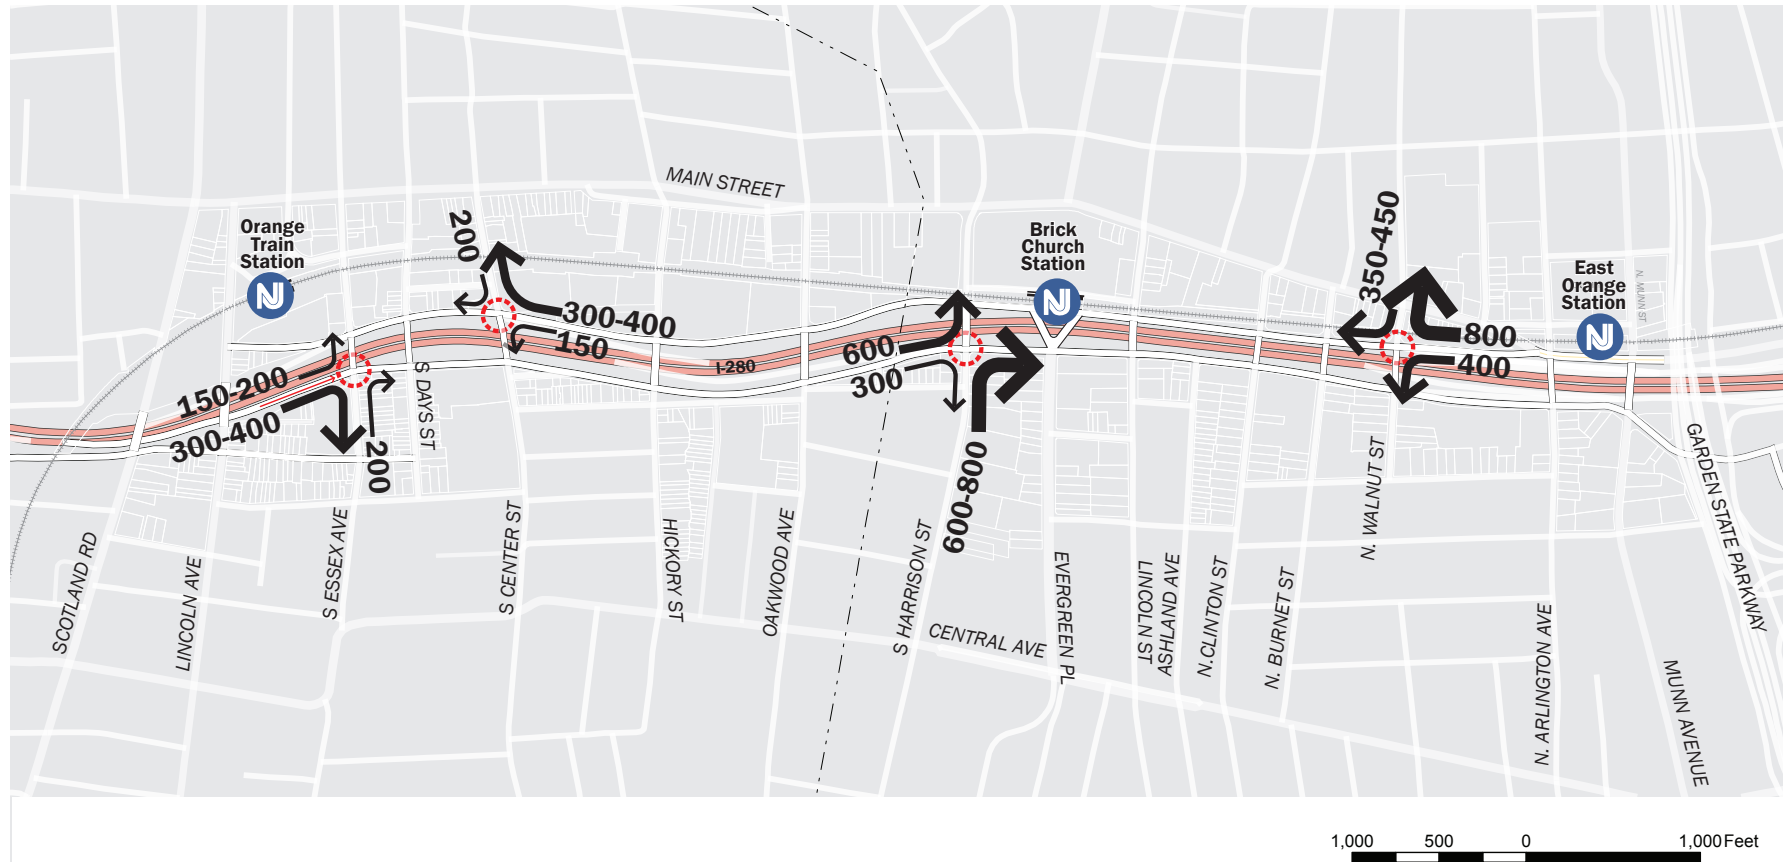 MAIN STREET
Orange
Train
Station
200
300-400
150
Brick
Church
Station
350-450
800
400
East
Orange
Station
N. MUNN ST
150-200
300-400
200
S DAYS ST
I-280
600
300
600-800
SCOTLAND RD
LINCOLN AVE
S ESSEX AVE
S CENTER ST
HICKORY ST
OAKWOOD AVE
S HARRISON ST
CENTRAL AVE
EVERGREEN PL
LINCOLN ST
ASHLAND AVE
N.CLINTON ST
N. BURNET ST
N. WALNUT ST
N. ARLINGTON AVE
GARDEN STATE PARKWAY
MUNN AVENUE
1,000 500 0 1,000 Feet